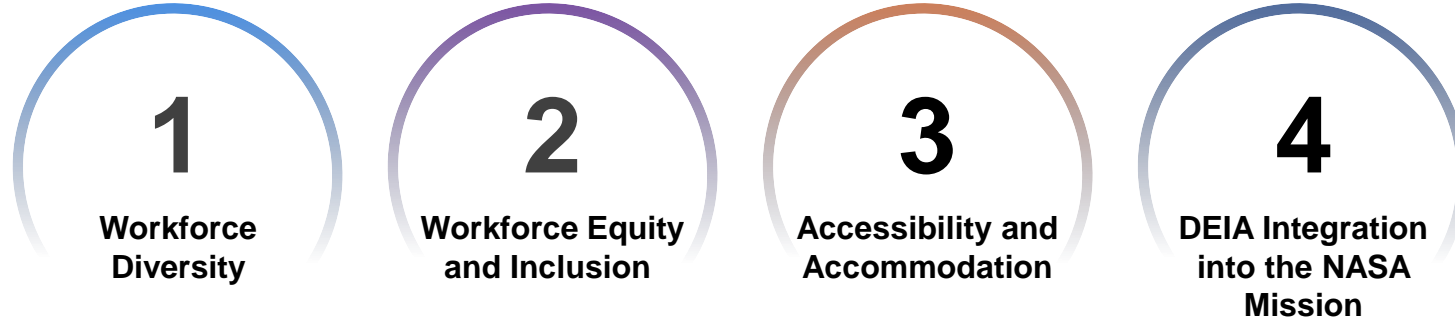 1
Workforce
Diversity
2
Workforce Equity
and Inclusion
3
Accessibility and
Accommodation
4
DEIA Integration
into the NASA
Mission